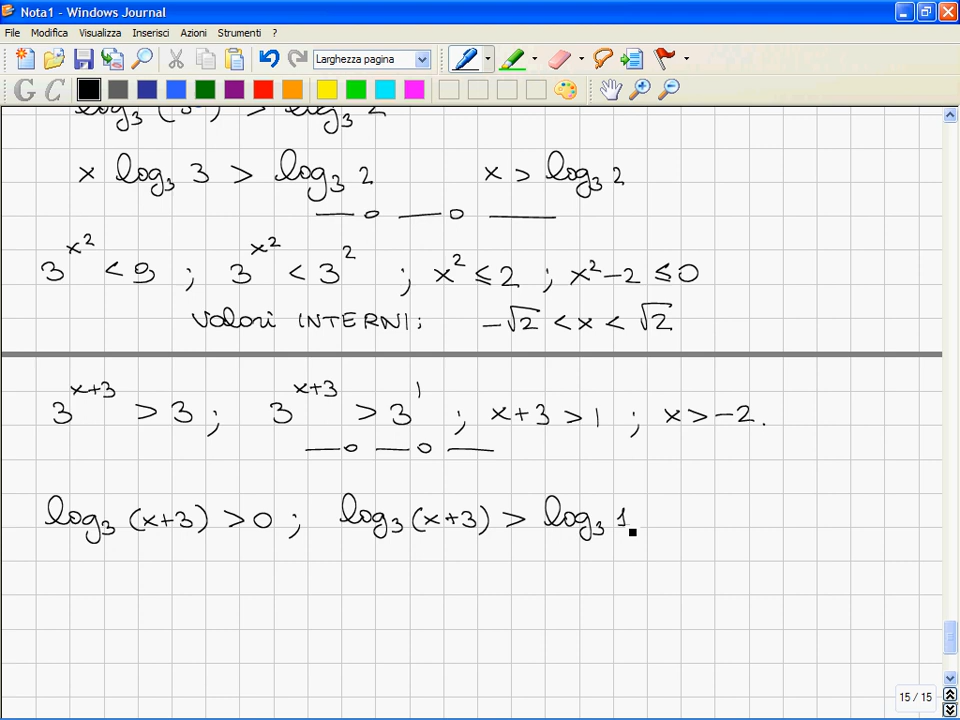 Nota1 - Windows Journal
File Modifica Visualizza Inserisci Azioni Strumenti ?
Larghezza pagina
G C
x log₃ 3 > log₃ 2 x > log₃ 2
3^x² < 9 ; 3^x² < 3² ; x² ≤ 2 ; x² - 2 ≤ 0
Valori INTERNI: -√2 < x < √2
3^x+3 > 3 ; 3^x+3 > 3¹ ; x+3 > 1 ; x > -2.
log₃ (x+3) > 0 ; log₃ (x+3) > log₃ 1
15 / 15